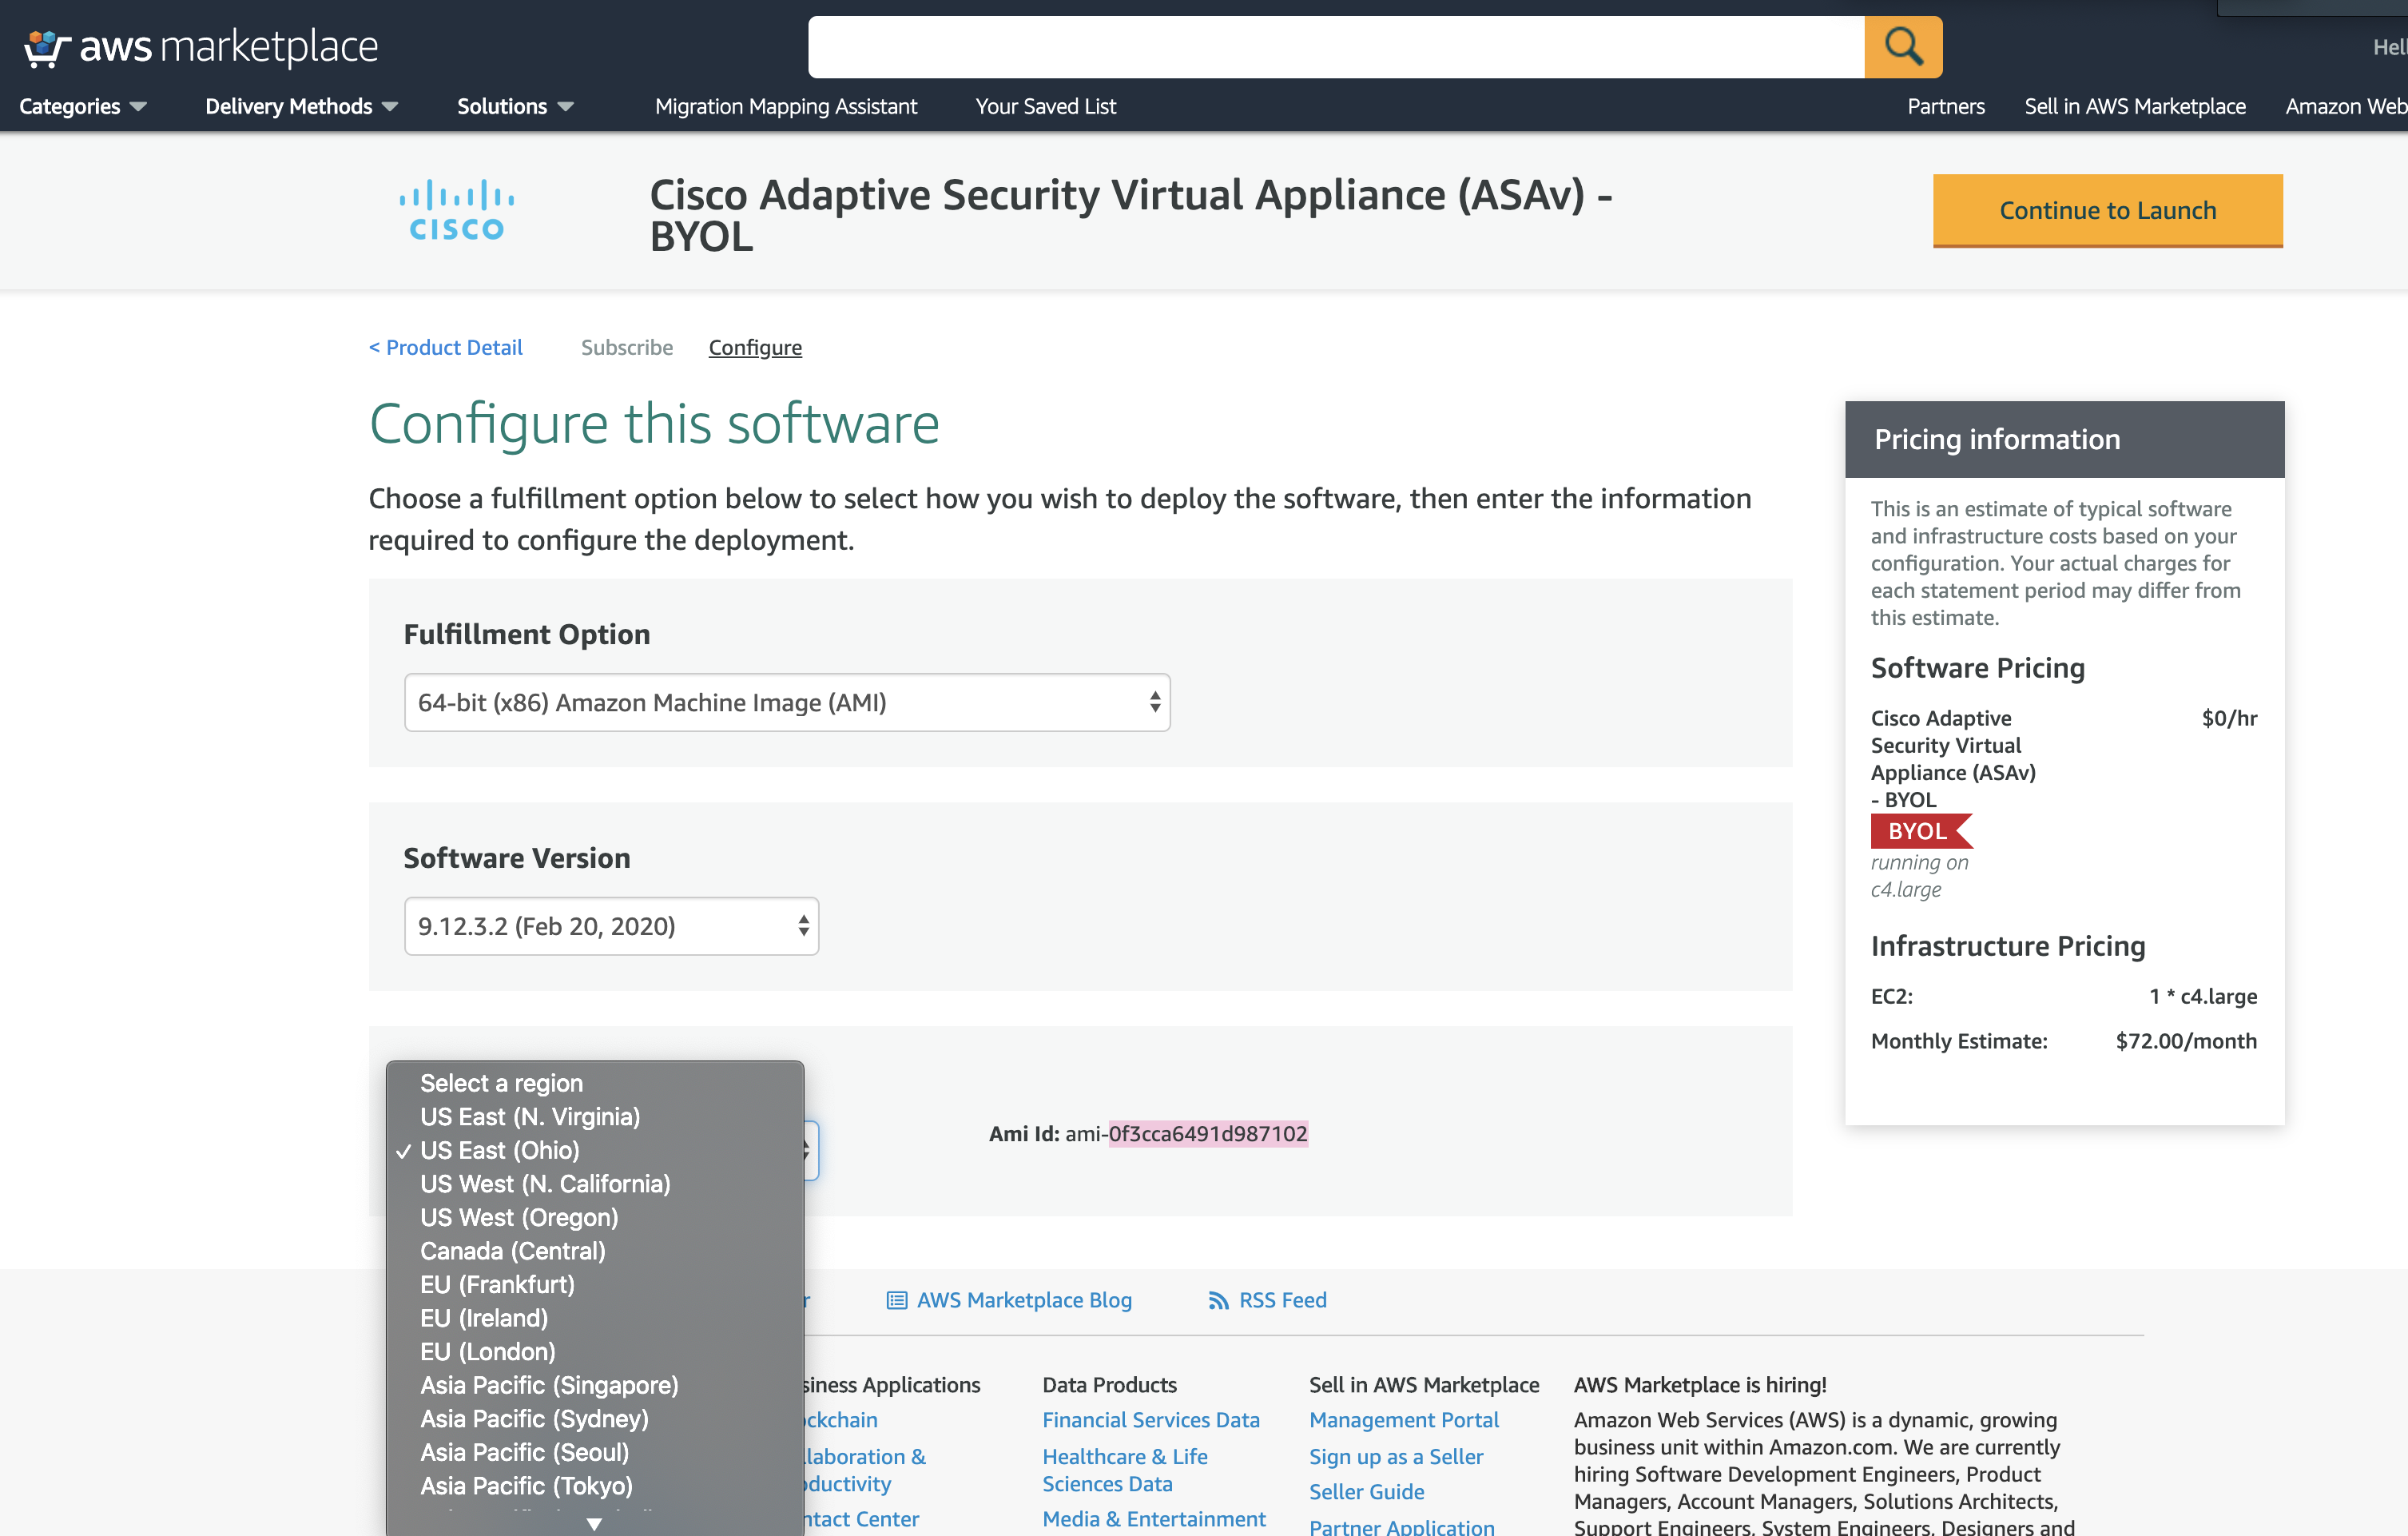 aws marketplace
Hell
Categories
Delivery Methods
Solutions
Migration Mapping Assistant
Your Saved List
Partners
Sell in AWS Marketplace
Amazon Web
CISCO
Cisco Adaptive Security Virtual Appliance (ASAv) -
BYOL
Continue to Launch
< Product Detail
Subscribe
Configure
Configure this software
Choose a fulfillment option below to select how you wish to deploy the software, then enter the information
required to configure the deployment.
Fulfillment Option
64-bit (x86) Amazon Machine Image (AMI)
Software Version
9.12.3.2 (Feb 20, 2020)
Select a region
US East (N. Virginia)
✓ US East (Ohio)
US West (N. California)
US West (Oregon)
Canada (Central)
EU (Frankfurt)
EU (Ireland)
EU (London)
Asia Pacific (Singapore)
Asia Pacific (Sydney)
Asia Pacific (Seoul)
Asia Pacific (Tokyo)
Ami Id: ami-0f3cca6491d987102
Pricing information
This is an estimate of typical software
and infrastructure costs based on your
configuration. Your actual charges for
each statement period may differ from
this estimate.
Software Pricing
Cisco Adaptive
Security Virtual
Appliance (ASAv)
- BYOL
$0/hr
BYOL
running on
c4.large
Infrastructure Pricing
EC2:
1 * c4.large
Monthly Estimate:
$72.00/month
r
AWS Marketplace Blog
RSS Feed
siness Applications
ockchain
llaboration &
oductivity
ntact Center
Data Products
Financial Services Data
Healthcare & Life
Sciences Data
Media & Entertainment
Sell in AWS Marketplace
Management Portal
Sign up as a Seller
Seller Guide
Partner Application
AWS Marketplace is hiring!
Amazon Web Services (AWS) is a dynamic, growing
business unit within Amazon.com. We are currently
hiring Software Development Engineers, Product
Managers, Account Managers, Solutions Architects,
Support Engineers, System Engineers, Designers and